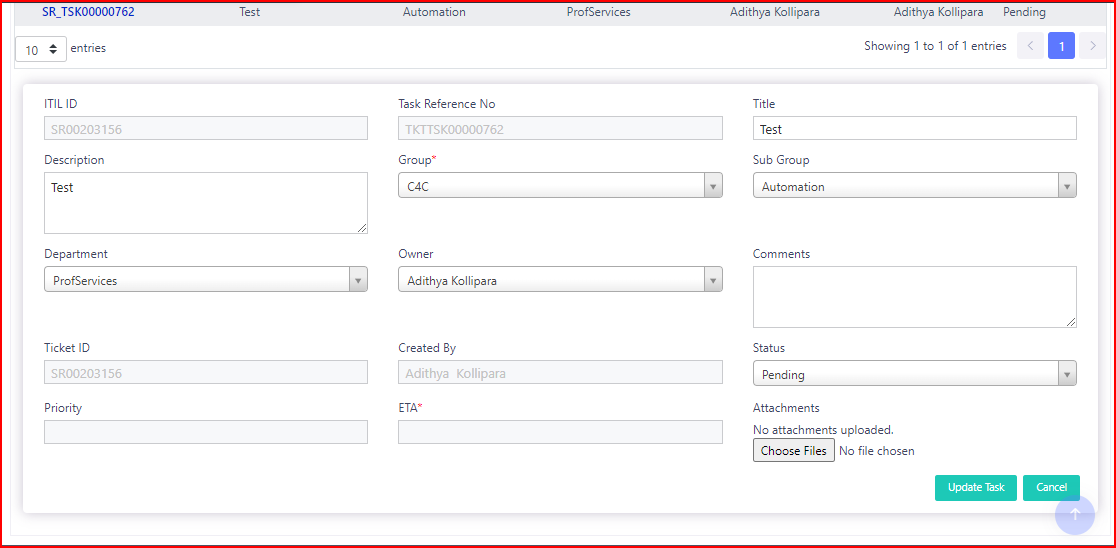 SR_TSK00000762 Test Automation ProfServices Adithya Kollipara Adithya Kollipara Pending
10 entries Showing 1 to 1 of 1 entries < 1 >
ITIL ID Task Reference No Title
SR00203156 TKTTSK00000762 Test
Description Group* Sub Group
Test C4C Automation
Department Owner Comments
ProfServices Adithya Kollipara
Ticket ID Created By Status
SR00203156 Adithya Kollipara Pending
Priority ETA* Attachments
No attachments uploaded.
Choose Files No file chosen
Update Task Cancel